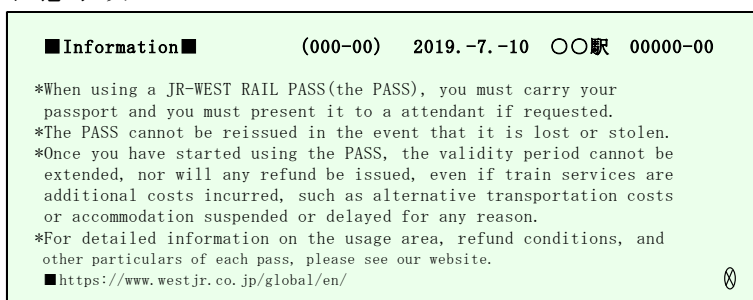 ■Information■ (000-00) 2019.-7.-10 〇〇駅 00000-00
*When using a JR-WEST RAIL PASS(the PASS), you must carry your
passport and you must present it to a attendant if requested.
*The PASS cannot be reissued in the event that it is lost or stolen.
*Once you have started using the PASS, the validity period cannot be
extended, nor will any refund be issued, even if train services are
additional costs incurred, such as alternative transportation costs
or accommodation suspended or delayed for any reason.
*For detailed information on the usage area, refund conditions, and
other particulars of each pass, please see our website.
■https://www.westjr.co.jp/global/en/